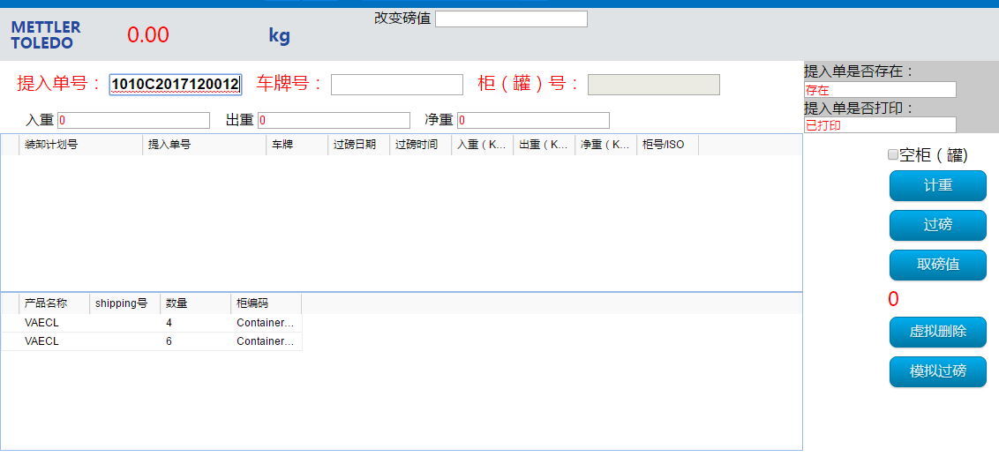 改变磅值
METTLER
TOLEDO
0.00
kg
提入单号： 1010C2017120012 车牌号： 柜（罐）号：
提入单是否存在：
存在
提入单是否打印：
已打印
入重 0 出重 0 净重 0
装卸计划号 提入单号 车牌 过磅日期 过磅时间 入重（K... 出重（K... 净重（K... 柜号/ISO
空柜（罐)
计重
过磅
取磅值
0
虚拟删除
模拟过磅
产品名称 shipping号 数量 柜编码
VAECL 4 Container...
VAECL 6 Container...